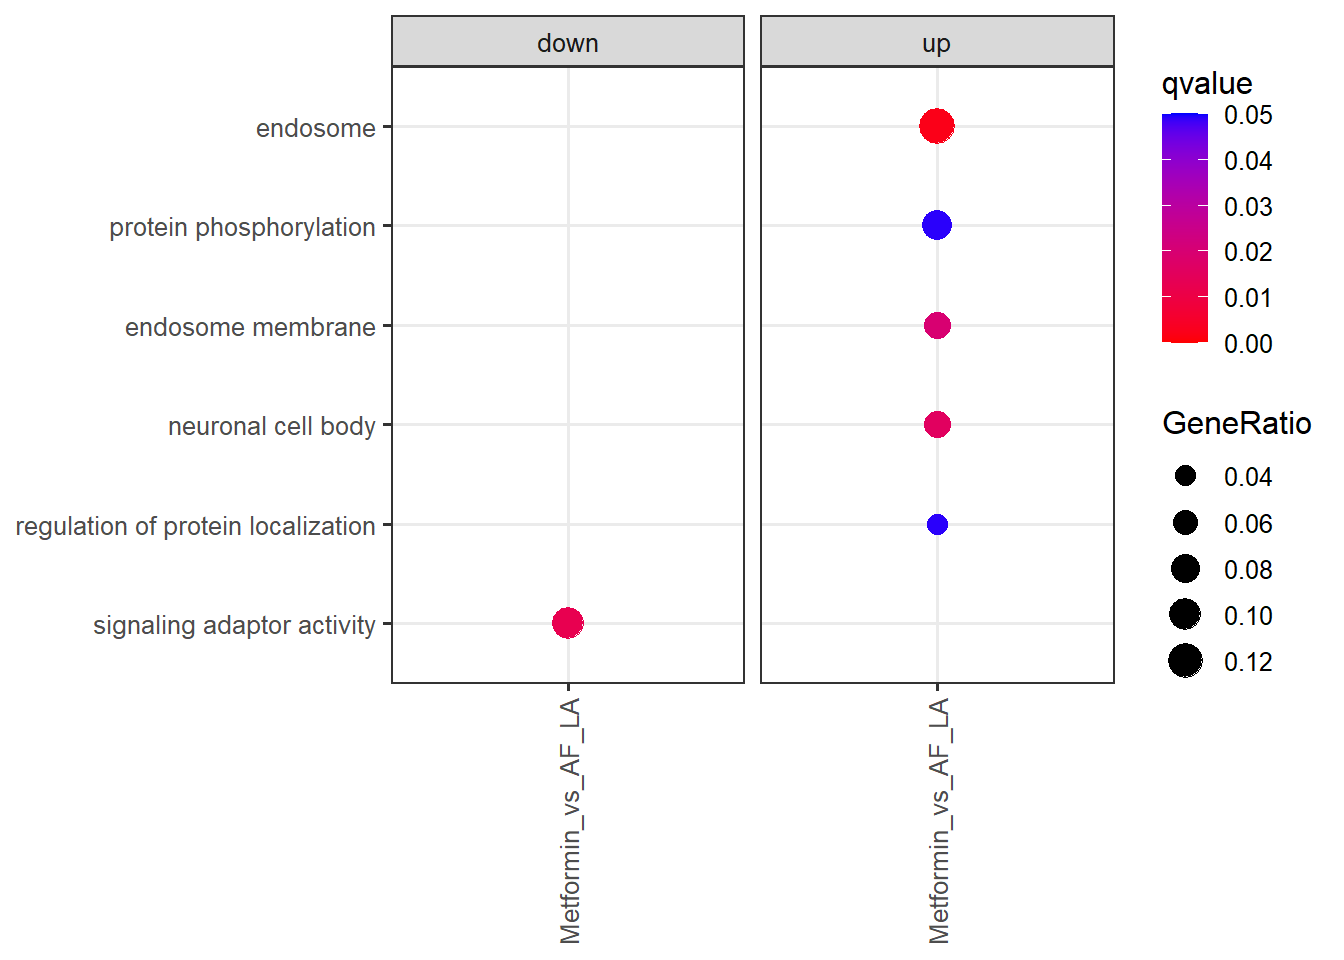 down
up
endosome
protein phosphorylation
endosome membrane
neuronal cell body
regulation of protein localization
signaling adaptor activity
Metformin_vs_AF_LA
Metformin_vs_AF_LA
qvalue
0.05
0.04
0.03
0.02
0.01
0.00
GeneRatio
0.04
0.06
0.08
0.10
0.12